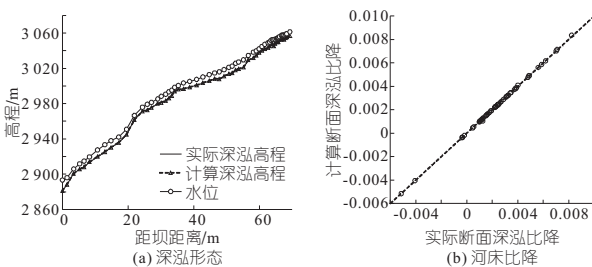 3 060
3 020
2 980
2 940
2 900
2 860
高程/m
实际深泓高程
计算深泓高程
水位
0 20 40 60
距坝距离/m
(a) 深泓形态
0.010
0.008
0.006
0.004
0.002
0
-0.002
-0.004
-0.006
计算断面深泓比降
-0.004 0 0.004 0.008
实际断面深泓比降
(b) 河床比降